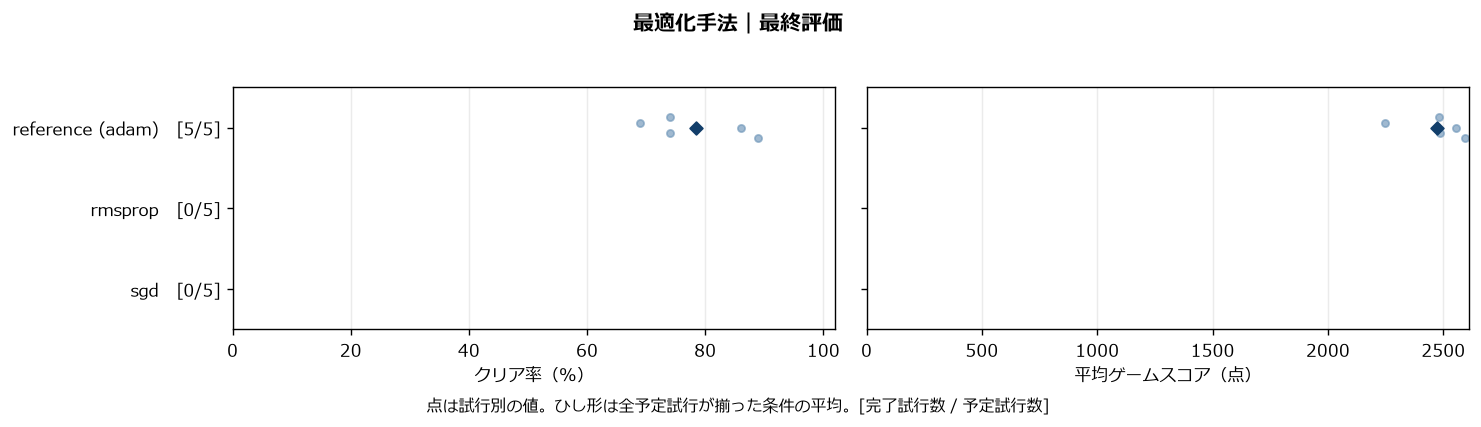 最適化手法｜最終評価
reference (adam) [5/5]
rmsprop [0/5]
sgd [0/5]
0 20 40 60 80 100
クリア率（%）
0 500 1000 1500 2000 2500
平均ゲームスコア（点）
点は試行別の値。ひし形は全予定試行が揃った条件の平均。[完了試行数 / 予定試行数]